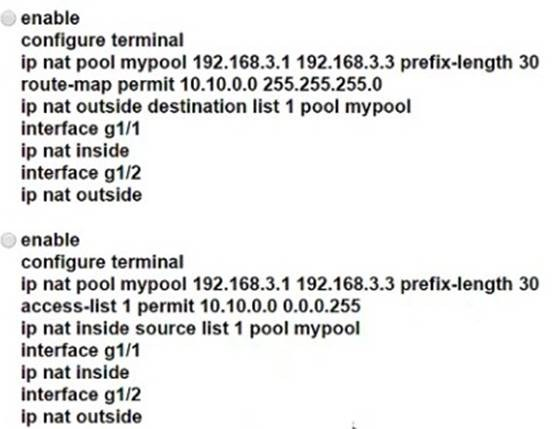 enable
configure terminal
ip nat pool mypool 192.168.3.1 192.168.3.3 prefix-length 30
route-map permit 10.10.0.0 255.255.255.0
ip nat outside destination list 1 pool mypool
interface g1/1
ip nat inside
interface g1/2
ip nat outside
enable
configure terminal
ip nat pool mypool 192.168.3.1 192.168.3.3 prefix-length 30
access-list 1 permit 10.10.0.0 0.0.0.255
ip nat inside source list 1 pool mypool
interface g1/1
ip nat inside
interface g1/2
ip nat outside